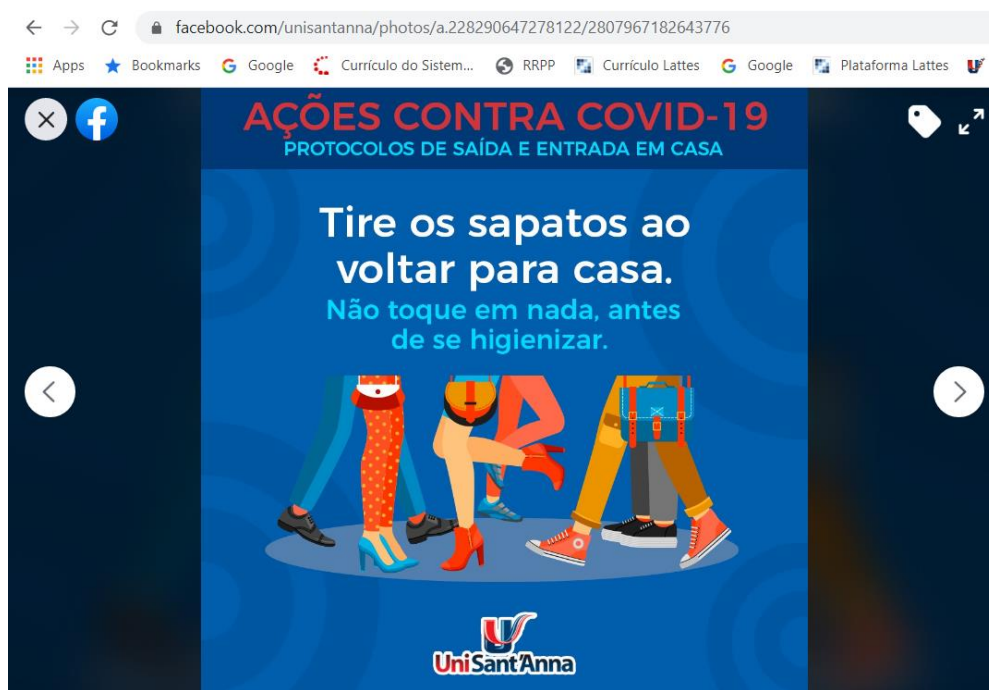 facebook.com/unisantanna/photos/a.228290647278122/2807967182643776
Apps Bookmarks Google Currículo do Sistem... RRPP Currículo Lattes Google Plataforma Lattes
AÇÕES CONTRA COVID-19
PROTOCOLOS DE SAÍDA E ENTRADA EM CASA
Tire os sapatos ao
voltar para casa.
Não toque em nada, antes
de se higienizar.
UniSant'Anna